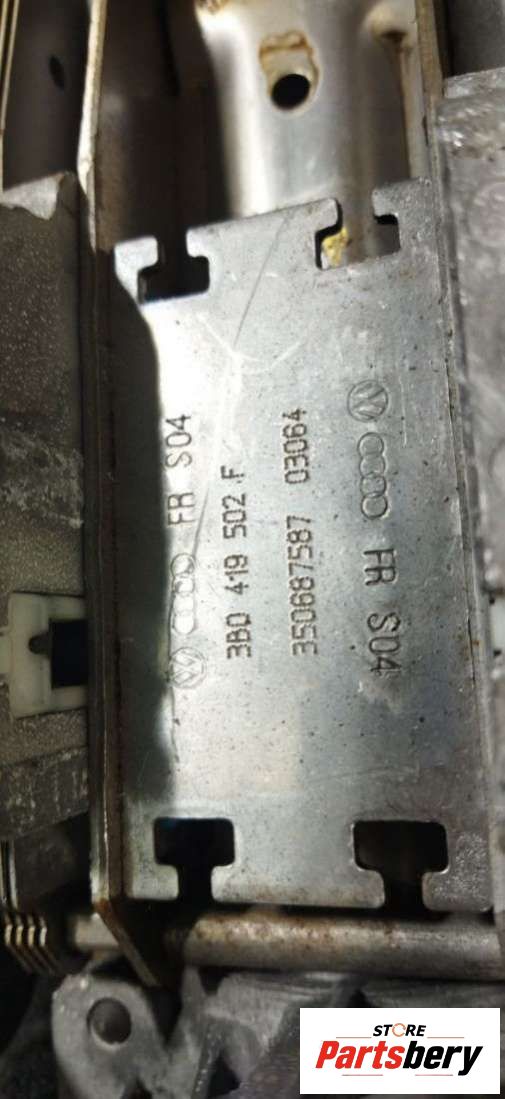 FR S04
3B0 419 502 F
350687587 03064
FR S04
STORE
Partsbery